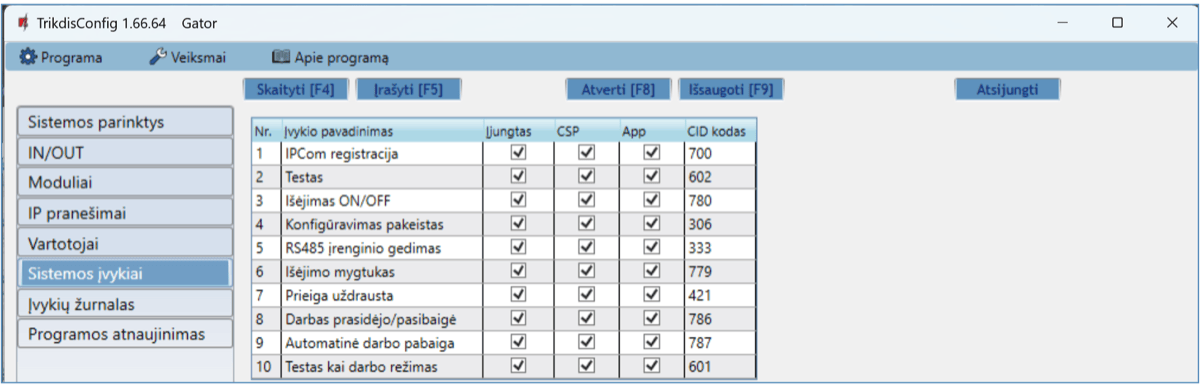 TrikdisConfig 1.66.64 Gator
Programa Veiksmai Apie programą
Skaityti [F4] Įrašyti [F5] Atverti [F8] Išsaugoti [F9] Atsijungti
Sistemos parinktys
IN/OUT
Moduliai
IP pranešimai
Vartotojai
Sistemos įvykiai
Įvykių žurnalas
Programos atnaujinimas
Nr. Įvykio pavadinimas Įjungtas CSP App CID kodas
1 IPCom registracija 700
2 Testas 602
3 Išėjimas ON/OFF 780
4 Konfigūravimas pakeistas 306
5 RS485 įrenginio gedimas 333
6 Išėjimo mygtukas 779
7 Prieiga uždrausta 421
8 Darbas prasidėjo/pasibaigė 786
9 Automatinė darbo pabaiga 787
10 Testas kai darbo režimas 601